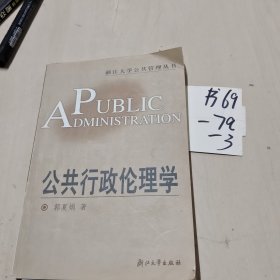 浙江大学公共管理丛书
PUBLIC
ADMINISTRATION
公共行政伦理学
郭夏娟 著
浙江大学出版社
书69
-79
-3